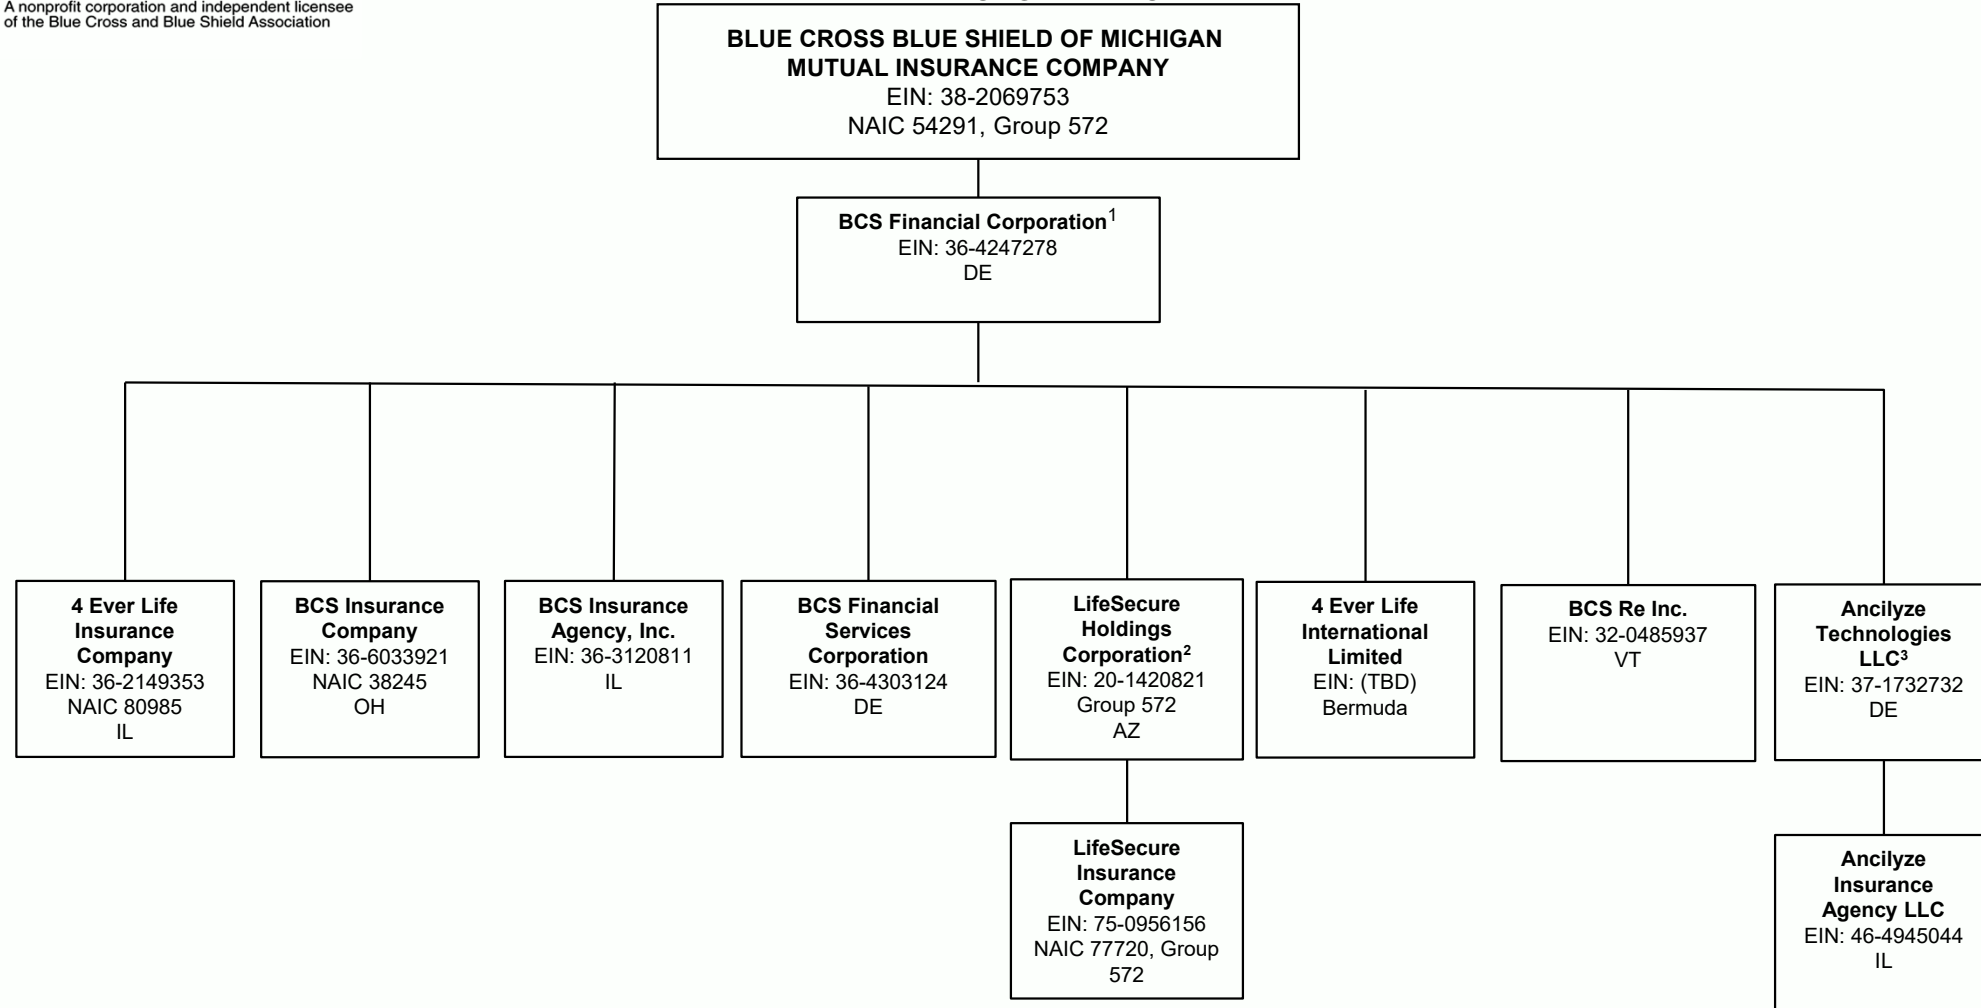 A nonprofit corporation and independent licensee
of the Blue Cross and Blue Shield Association
BLUE CROSS BLUE SHIELD OF MICHIGAN
MUTUAL INSURANCE COMPANY
EIN: 38-2069753
NAIC 54291, Group 572
BCS Financial Corporation1
EIN: 36-4247278
DE
4 Ever Life
Insurance
Company
EIN: 36-2149353
NAIC 80985
IL
BCS Insurance
Company
EIN: 36-6033921
NAIC 38245
OH
BCS Insurance
Agency, Inc.
EIN: 36-3120811
IL
BCS Financial
Services
Corporation
EIN: 36-4303124
DE
LifeSecure
Holdings
Corporation2
EIN: 20-1420821
Group 572
AZ
4 Ever Life
International
Limited
EIN: (TBD)
Bermuda
BCS Re Inc.
EIN: 32-0485937
VT
Ancilyze
Technologies
LLC3
EIN: 37-1732732
DE
LifeSecure
Insurance
Company
EIN: 75-0956156
NAIC 77720, Group
572
Ancilyze
Insurance
Agency LLC
EIN: 46-4945044
IL